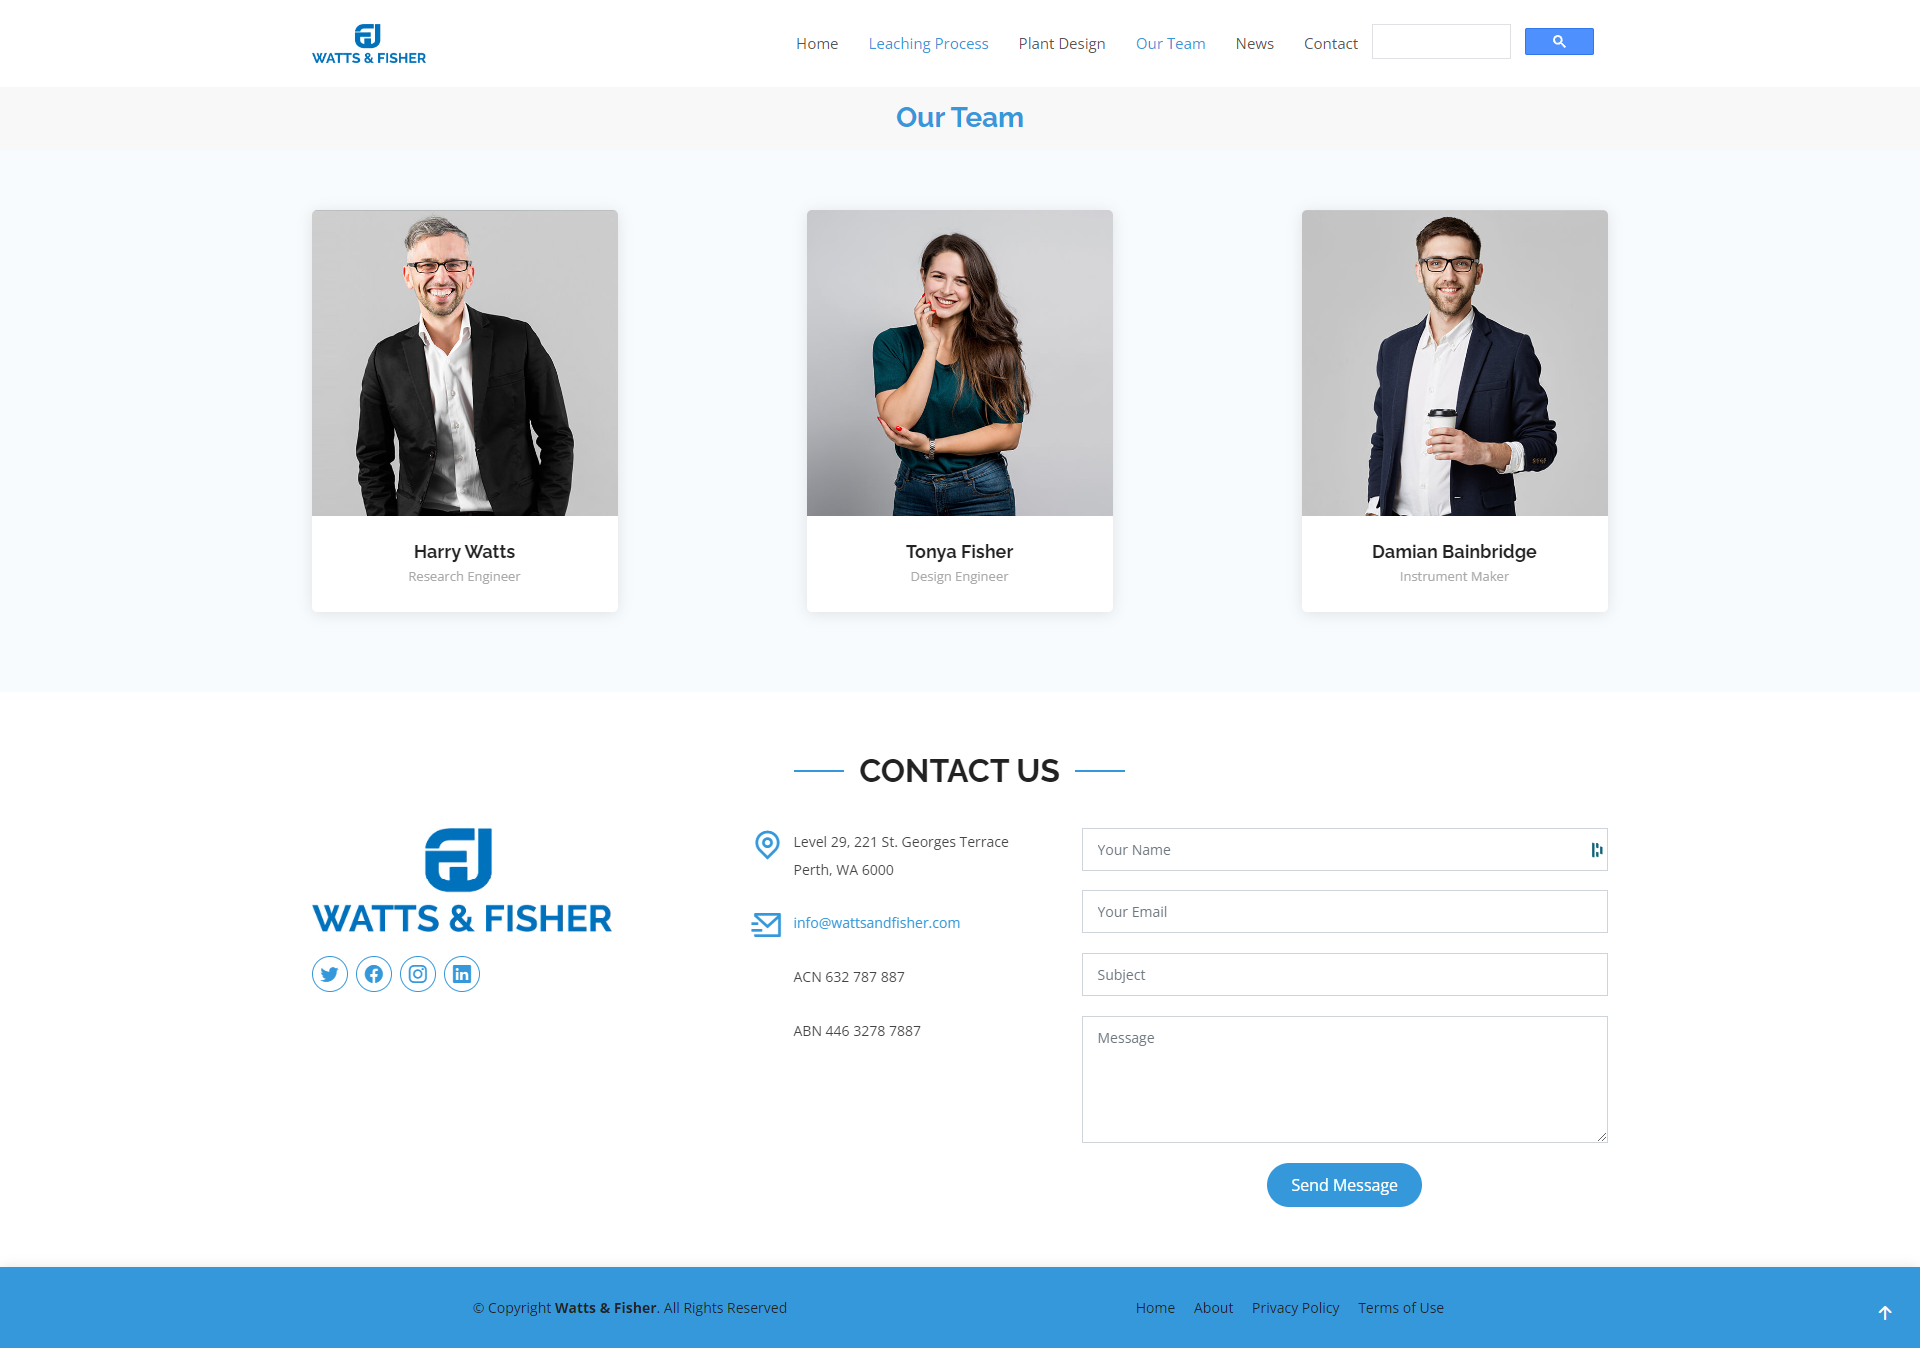 WATTS & FISHER
Home Leaching Process Plant Design Our Team News Contact
Our Team
Harry Watts
Research Engineer
Tonya Fisher
Design Engineer
Damian Bainbridge
Instrument Maker
CONTACT US
WATTS & FISHER
Level 29, 221 St. Georges Terrace
Perth, WA 6000
info@wattsandfisher.com
ACN 632 787 887
ABN 446 3278 7887
Your Name
Your Email
Subject
Message
Send Message
© Copyright Watts & Fisher. All Rights Reserved
Home About Privacy Policy Terms of Use